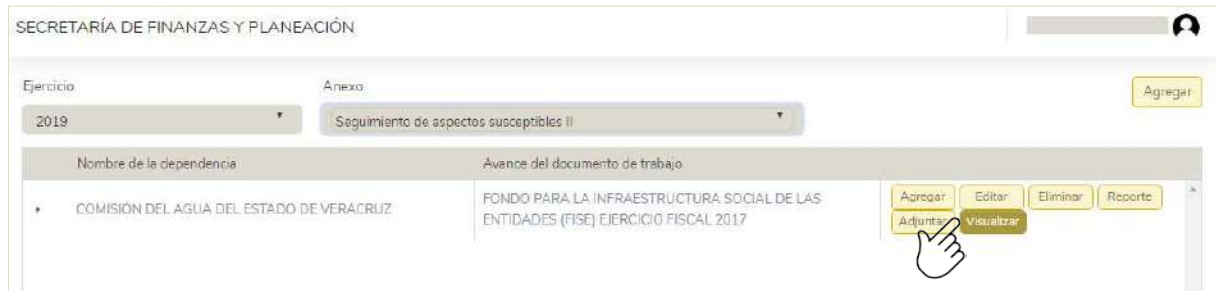 SECRETARÍA DE FINANZAS Y PLANEACIÓN
Ejercicio
Anexo
Agregar
2019
Seguimiento de aspectos susceptibles II
Nombre de la dependencia
Avance del documento de trabajo
COMISIÓN DEL AGUA DEL ESTADO DE VERACRUZ
FONDO PARA LA INFRAESTRUCTURA SOCIAL DE LAS
ENTIDADES (FISE) EJERCICIO FISCAL 2017
Agregar Editar Eliminar Reporte
Adjuntar Visualizar